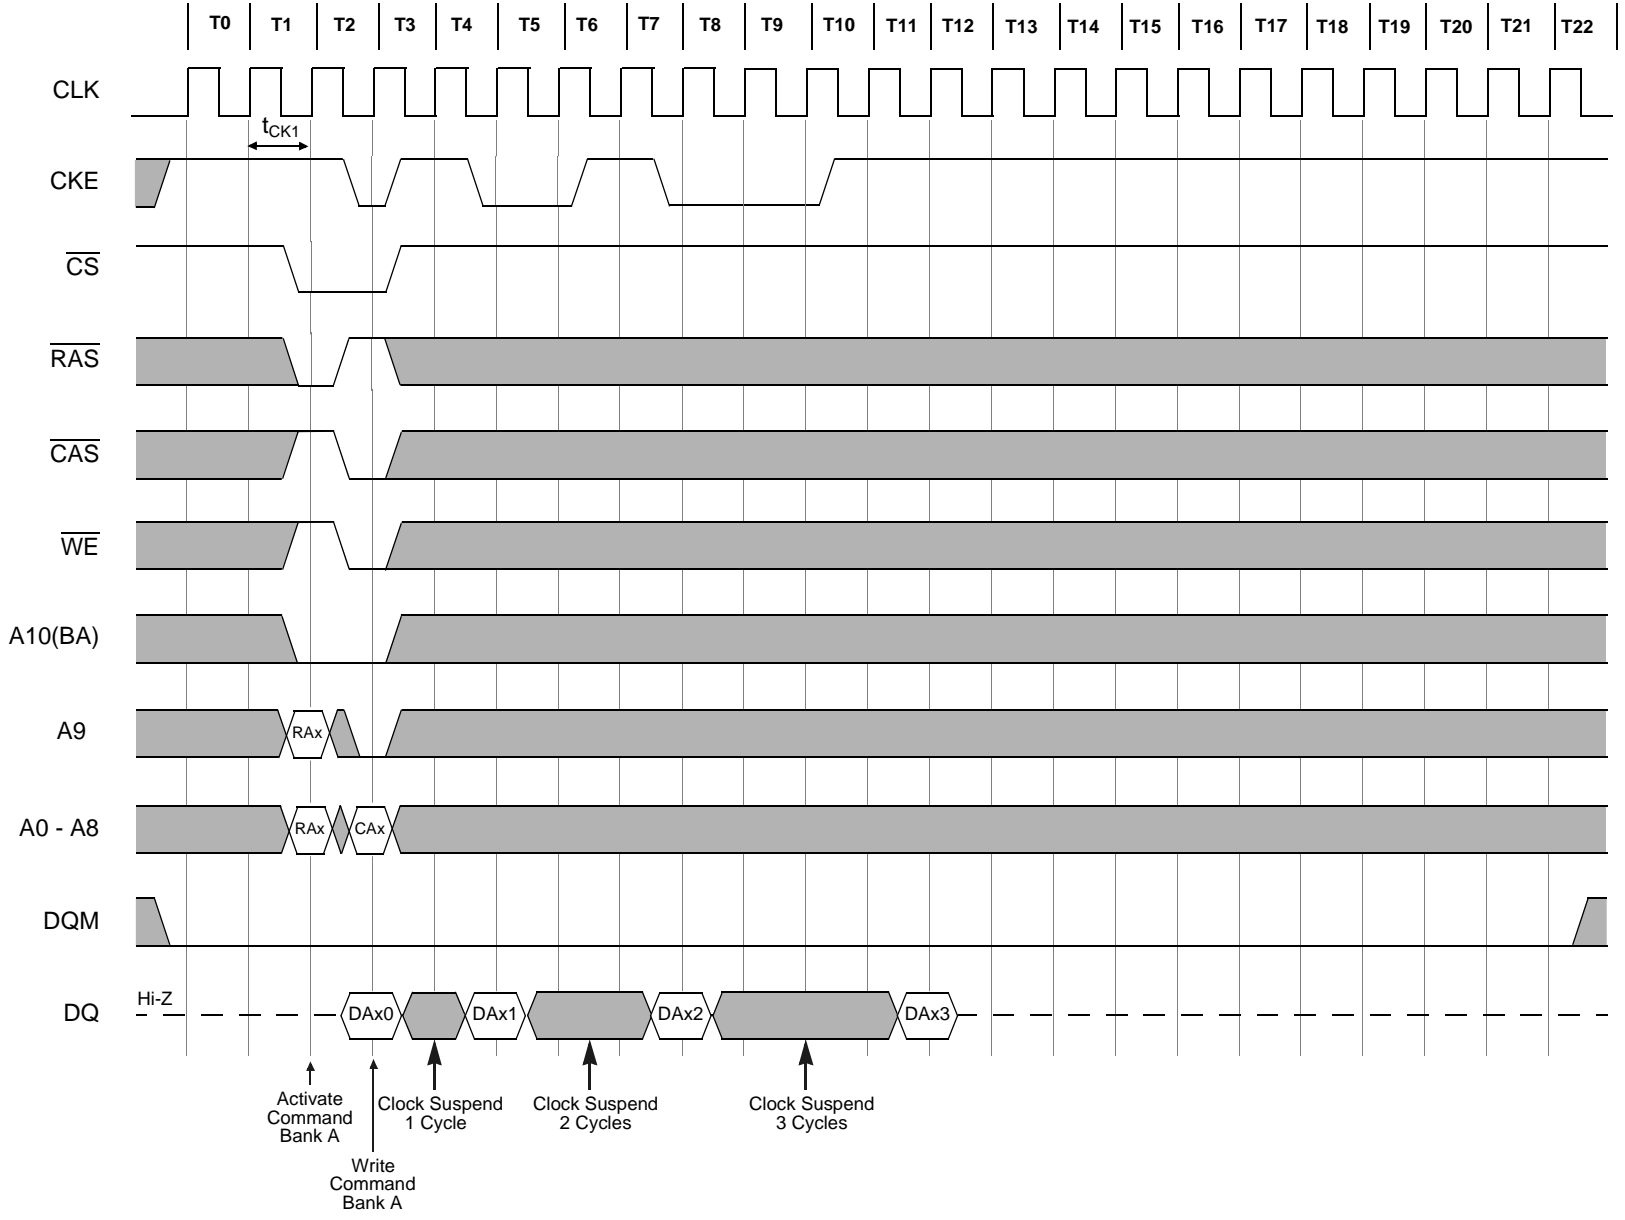 T0 T1 T2 T3 T4 T5 T6 T7 T8 T9 T10 T11 T12 T13 T14 T15 T16 T17 T18 T19 T20 T21 T22
CLK
tCK1
CKE
CS
RAS
CAS
WE
A10(BA)
A9
RAx
A0 - A8
RAx CAx
DQM
Hi-Z
DQ
DAx0 DAx1 DAx2 DAx3
Activate
Command
Bank A
Write
Command
Bank A
Clock Suspend
1 Cycle
Clock Suspend
2 Cycles
Clock Suspend
3 Cycles